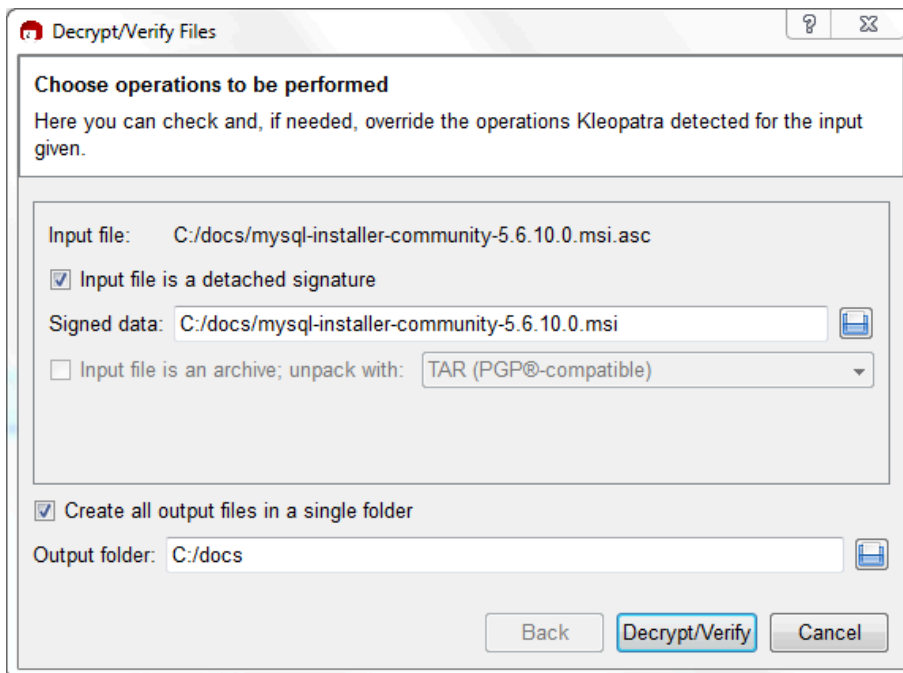 Decrypt/Verify Files
Choose operations to be performed
Here you can check and, if needed, override the operations Kleopatra detected for the input
given.
Input file: C:/docs/mysql-installer-community-5.6.10.0.msi.asc
Input file is a detached signature
Signed data: C:/docs/mysql-installer-community-5.6.10.0.msi
Input file is an archive; unpack with: TAR (PGP®-compatible)
Create all output files in a single folder
Output folder: C:/docs
Back Decrypt/Verify Cancel